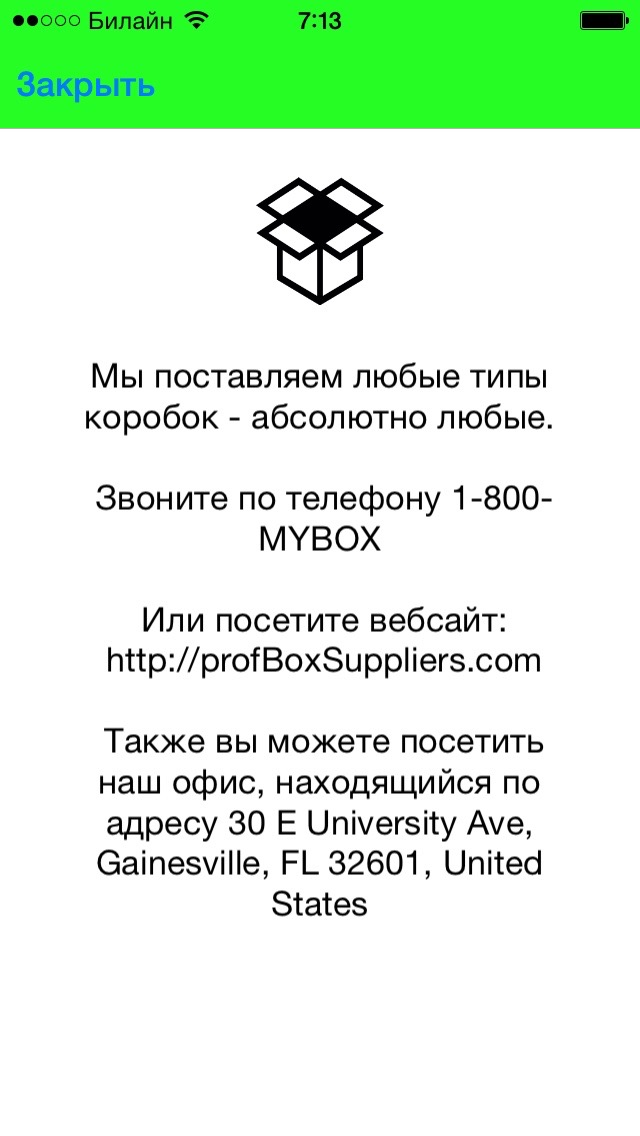 Билайн 7:13
Закрыть
Мы поставляем любые типы
коробок - абсолютно любые.
Звоните по телефону 1-800-
MYBOX
Или посетите вебсайт:
http://profBoxSuppliers.com
Также вы можете посетить
наш офис, находящийся по
адресу 30 E University Ave,
Gainesville, FL 32601, United
States